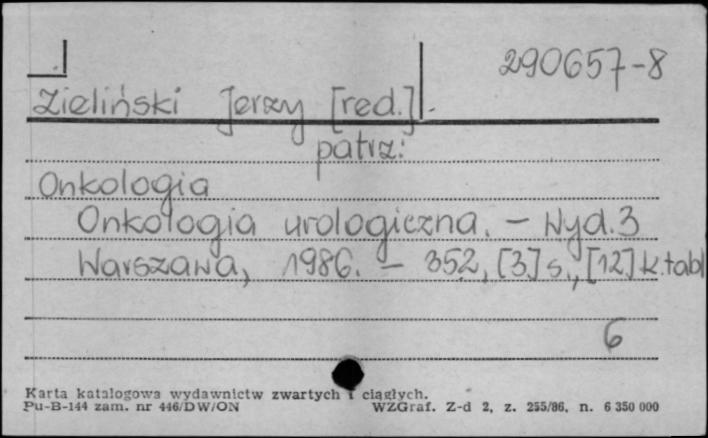 290657-8
Zieliński Jerzy [red.].
patrz:
Onkologia
Onkologia urologiczna. – Wyd.3
Warszawa, 1986. – 352, [3] s., [12] k.tabl
6
Karta katalogowa wydawnictw zwartych i ciągłych.
Pu-B-144 zam. nr 446/DW/ON WZGraf. Z-d 2, z. 255/86, n. 6 350 000